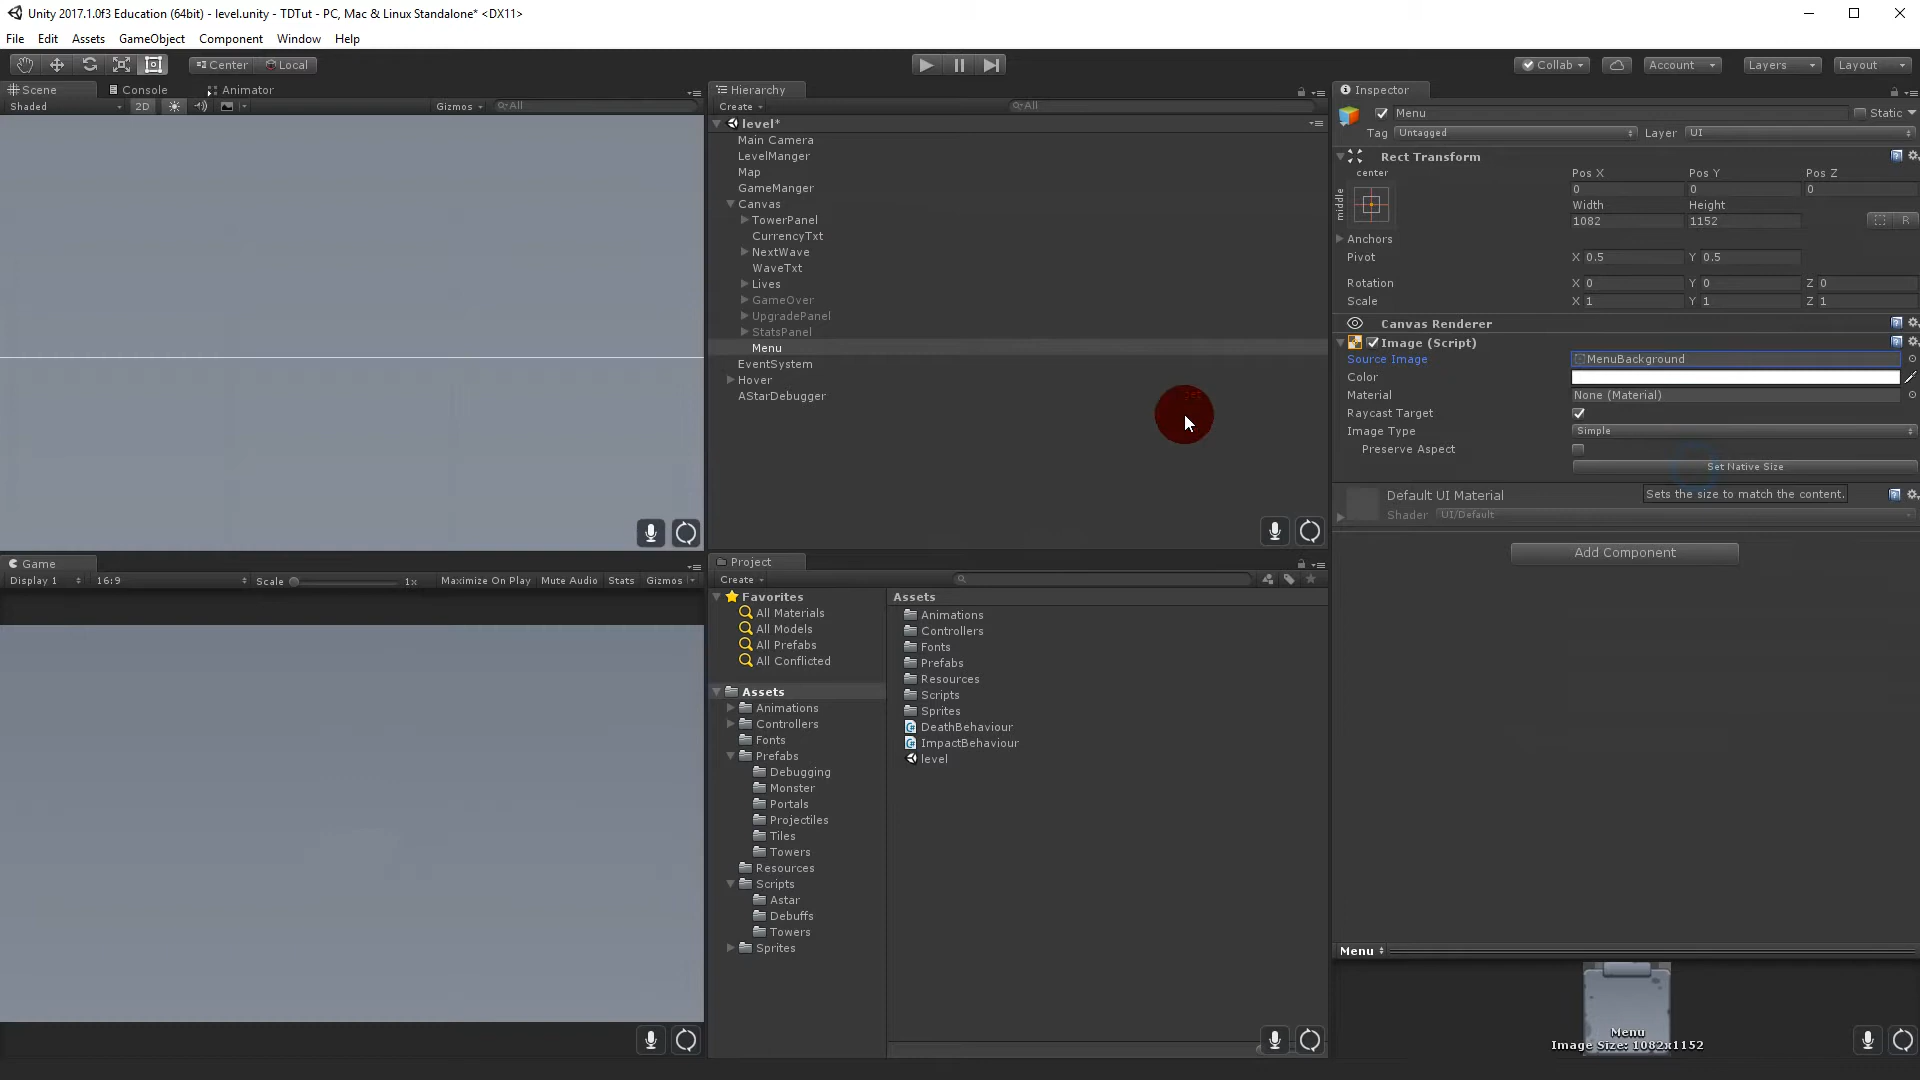 Unity 2017.1.0f3 Education (64bit) - level.unity - TDTut - PC, Mac & Linux Standalone* <DX11>
File Edit Assets GameObject Component Window Help
Center Local Collab Account Layers Layout
Scene Console Animator
Shaded 2D Gizmos All
Hierarchy
Create All
level*
Main Camera
LevelManger
Map
GameManger
Canvas
TowerPanel
CurrencyTxt
NextWave
WaveTxt
Lives
GameOver
UpgradePanel
StatsPanel
Menu
EventSystem
Hover
AStarDebugger
Inspector
Menu Static
Tag Untagged Layer UI
Rect Transform
center Pos X Pos Y Pos Z
middle 0 0 0
Width Height
1082 1152 R
Anchors
Pivot X 0.5 Y 0.5
Rotation X 0 Y 0 Z 0
Scale X 1 Y 1 Z 1
Canvas Renderer
Image (Script)
Source Image MenuBackground
Color
Material None (Material)
Raycast Target
Image Type Simple
Preserve Aspect
Set Native Size
Sets the size to match the content.
Default UI Material
Shader UI/Default
Add Component
Game
Display 1 16:9 Scale 1x Maximize On Play Mute Audio Stats Gizmos
Project
Create
Favorites
All Materials
All Models
All Prefabs
All Conflicted
Assets
Animations
Controllers
Fonts
Prefabs
Debugging
Monster
Portals
Projectiles
Tiles
Towers
Resources
Scripts
Astar
Debuffs
Towers
Sprites
Assets
Animations
Controllers
Fonts
Prefabs
Resources
Scripts
Sprites
DeathBehaviour
ImpactBehaviour
level
Menu
Menu
Image Size: 1082x1152